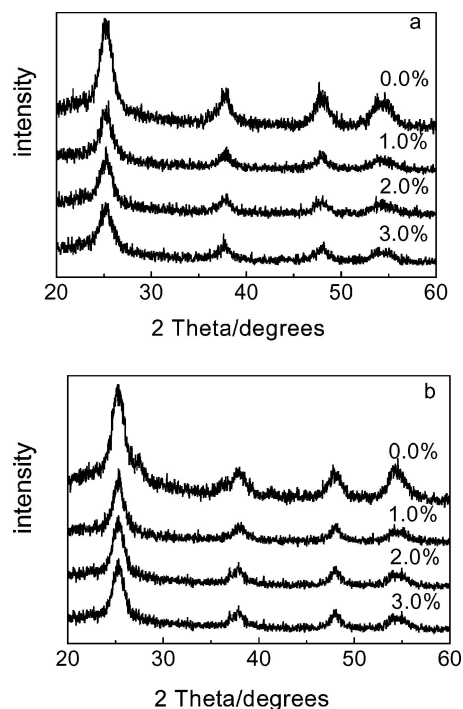 a
intensity
0.0%
1.0%
2.0%
3.0%
20 30 40 50 60
2 Theta/degrees
b
intensity
0.0%
1.0%
2.0%
3.0%
20 30 40 50 60
2 Theta/degrees